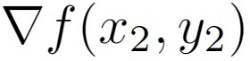 ∇f(x₂, y₂)